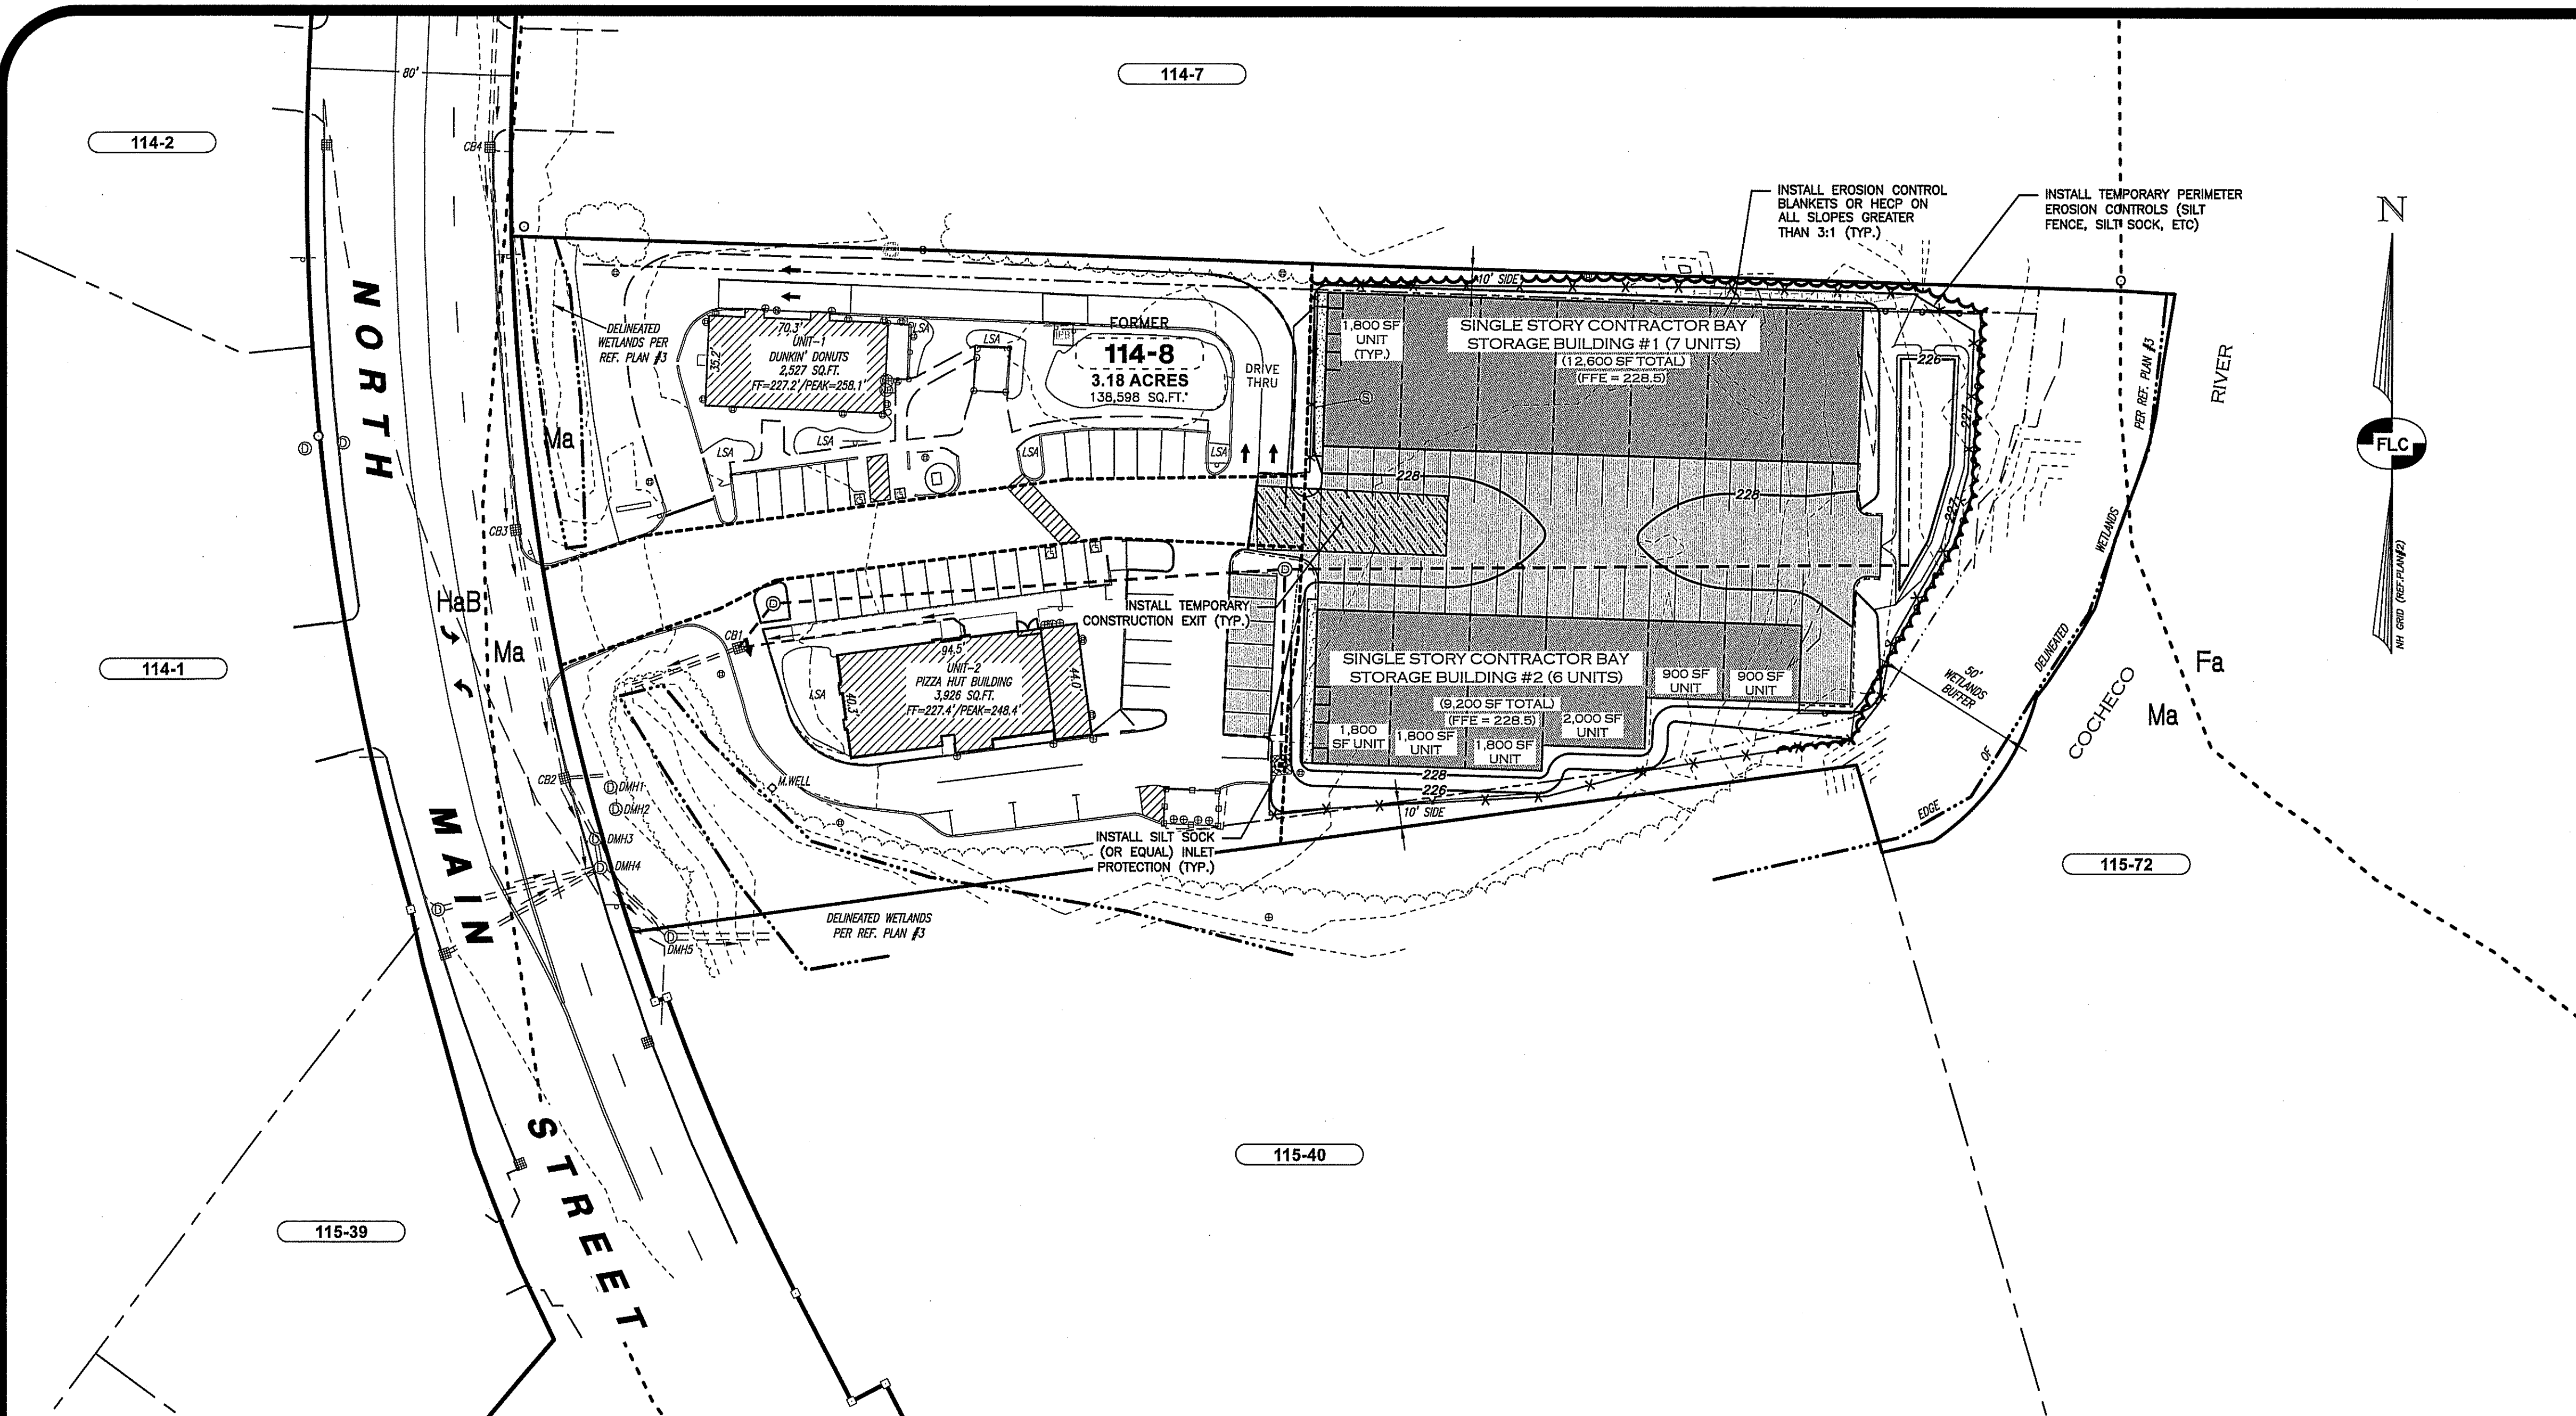 80'
114-7
114-2
CB4
INSTALL EROSION CONTROL
BLANKETS OR HECP ON
ALL SLOPES GREATER
THAN 3:1 (TYP.)
INSTALL TEMPORARY PERIMETER
EROSION CONTROLS (SILT
FENCE, SILT SOCK, ETC)
N
FLC
NH GRID (REF.PLAN#2)
NORTH
MAIN
STREET
DELINEATED
WETLANDS PER
REF. PLAN #3
70.3'
35.2'
UNIT-1
DUNKIN' DONUTS
2,527 SQ.FT.
FF=227.2'/PEAK=258.1'
LSA
LSA
LSA
LSA
LSA
LSA
FORMER
114-8
3.18 ACRES
138,598 SQ.FT.
DRIVE
THRU
10' SIDE
1,800 SF
UNIT
(TYP.)
SINGLE STORY CONTRACTOR BAY
STORAGE BUILDING #1 (7 UNITS)
(12,600 SF TOTAL)
(FFE = 228.5)
S
226
227
227
228
228
PER REF. PLAN #3
WETLANDS
DELINEATED
OF
EDGE
COCHECO
RIVER
50'
WETLANDS
BUFFER
Fa
Ma
Ma
CB3
HaB
Ma
114-1
D
D
D
D
INSTALL TEMPORARY
CONSTRUCTION EXIT (TYP.)
CB1
94.5'
UNIT-2
PIZZA HUT BUILDING
3,926 SQ.FT.
FF=227.4'/PEAK=248.4'
40.3'
44.0'
LSA
SINGLE STORY CONTRACTOR BAY
STORAGE BUILDING #2 (6 UNITS)
(9,200 SF TOTAL)
(FFE = 228.5)
900 SF
UNIT
900 SF
UNIT
1,800
SF UNIT
1,800 SF
UNIT
1,800 SF
UNIT
2,000 SF
UNIT
228
226
10' SIDE
CB2
DMH1
DMH2
DMH3
DMH4
DMH5
M.WELL
INSTALL SILT SOCK
(OR EQUAL) INLET
PROTECTION (TYP.)
DELINEATED WETLANDS
PER REF. PLAN #3
115-72
115-40
115-39